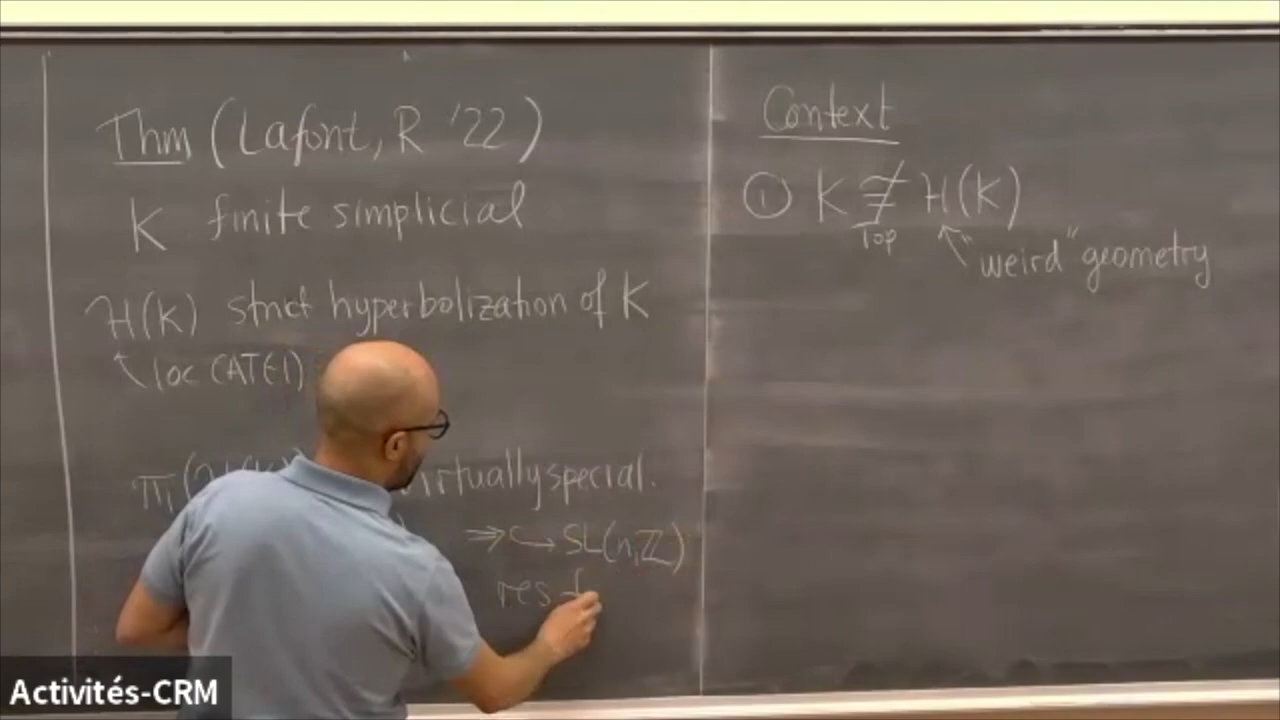 Thm (Lafont, R '22)
K finite simplicial
H(K) strict hyperbolization of K
loc CAT(-1)
π₁(H(K)) virtually special.
⇒ ↪ SL(n,ℤ)
res f
Context
① K ≇ H(K)
Top
"weird" geometry
Activités-CRM